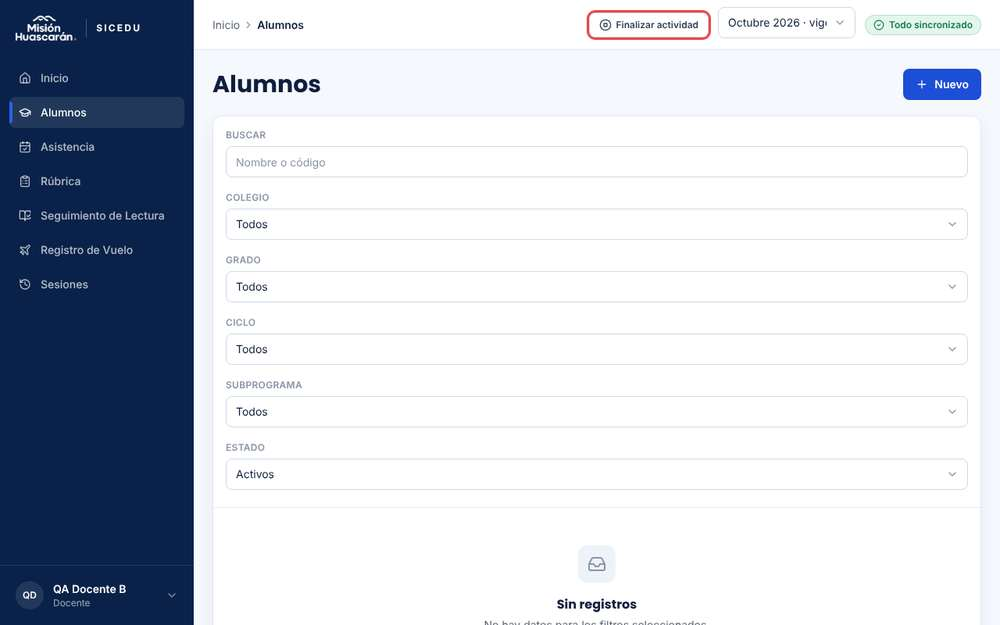 Misión
Huascarán.
SICEDU
Inicio
Alumnos
Asistencia
Rúbrica
Seguimiento de Lectura
Registro de Vuelo
Sesiones
QD
QA Docente B
Docente
Inicio > Alumnos
Finalizar actividad
Octubre 2026 · vig
Todo sincronizado
Alumnos
+ Nuevo
BUSCAR
Nombre o código
COLEGIO
Todos
GRADO
Todos
CICLO
Todos
SUBPROGRAMA
Todos
ESTADO
Activos
Sin registros
No hay datos para los filtros seleccionados